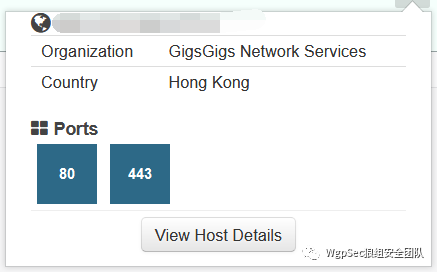 Organization GigsGigs Network Services
Country Hong Kong
Ports
80 443
View Host Details
WgpSec狼组安全团队